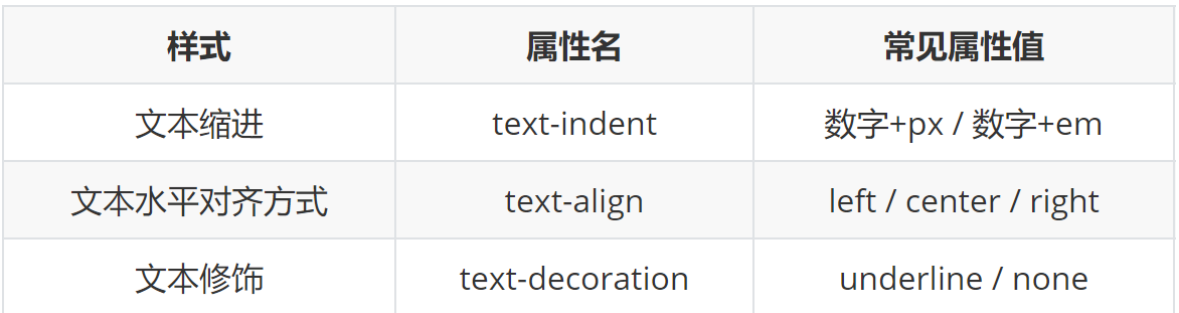 样式 属性名 常见属性值
文本缩进 text-indent 数字+px / 数字+em
文本水平对齐方式 text-align left / center / right
文本修饰 text-decoration underline / none